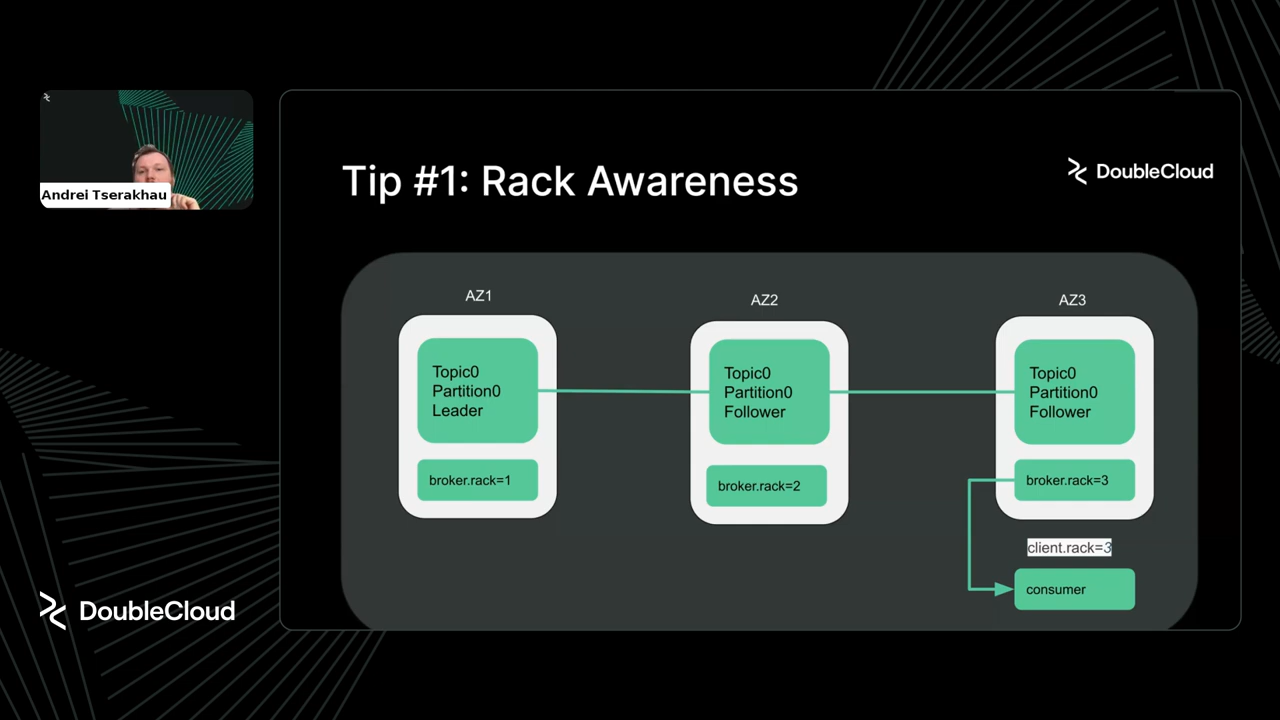 Andrei Tserakhau
Tip #1: Rack Awareness
DoubleCloud
AZ1
AZ2
AZ3
Topic0
Partition0
Leader
Topic0
Partition0
Follower
Topic0
Partition0
Follower
broker.rack=1
broker.rack=2
broker.rack=3
client.rack=3
consumer
DoubleCloud